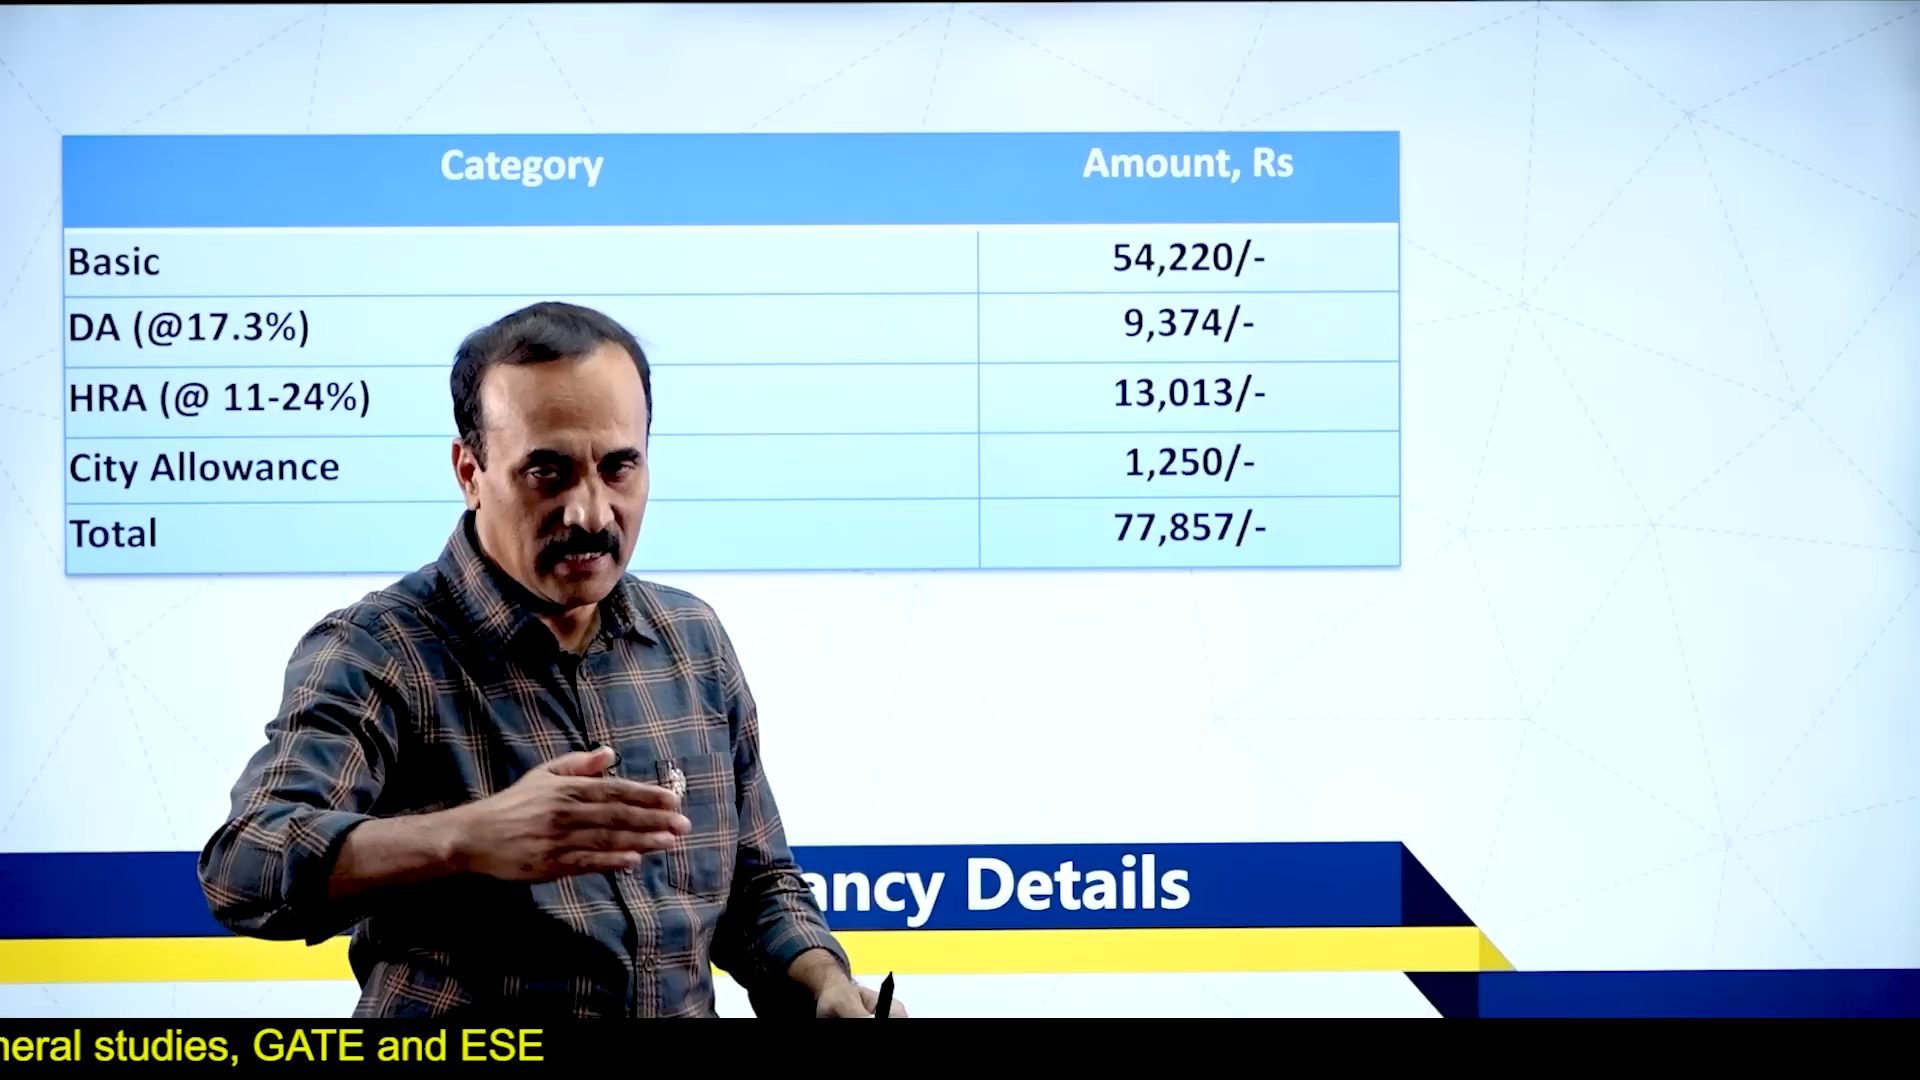 Category Amount, Rs
Basic 54,220/-
DA (@17.3%) 9,374/-
HRA (@ 11-24%) 13,013/-
City Allowance 1,250/-
Total 77,857/-
ancy Details
neral studies, GATE and ESE